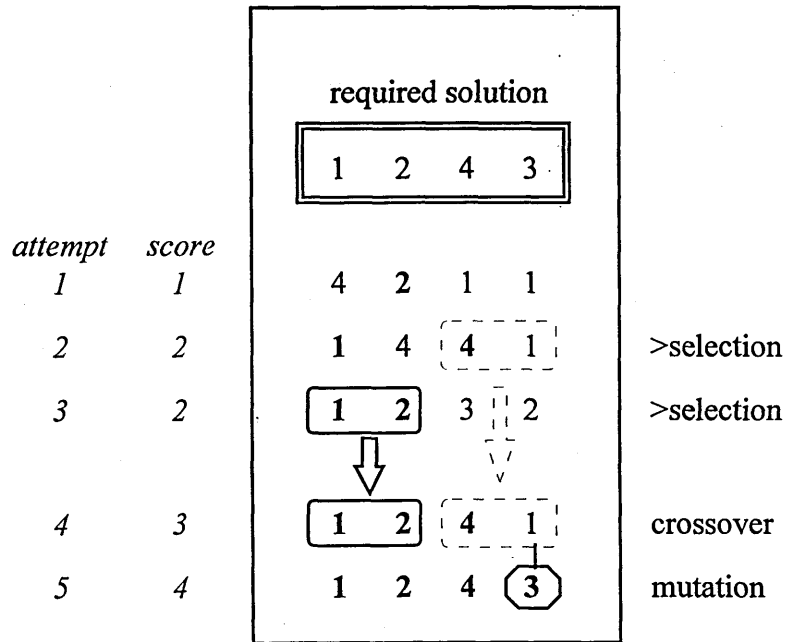 required solution
1 2 4 3
attempt score
1 1 4 2 1 1
2 2 1 4 4 1 >selection
3 2 1 2 3 2 >selection
4 3 1 2 4 1 crossover
5 4 1 2 4 3 mutation